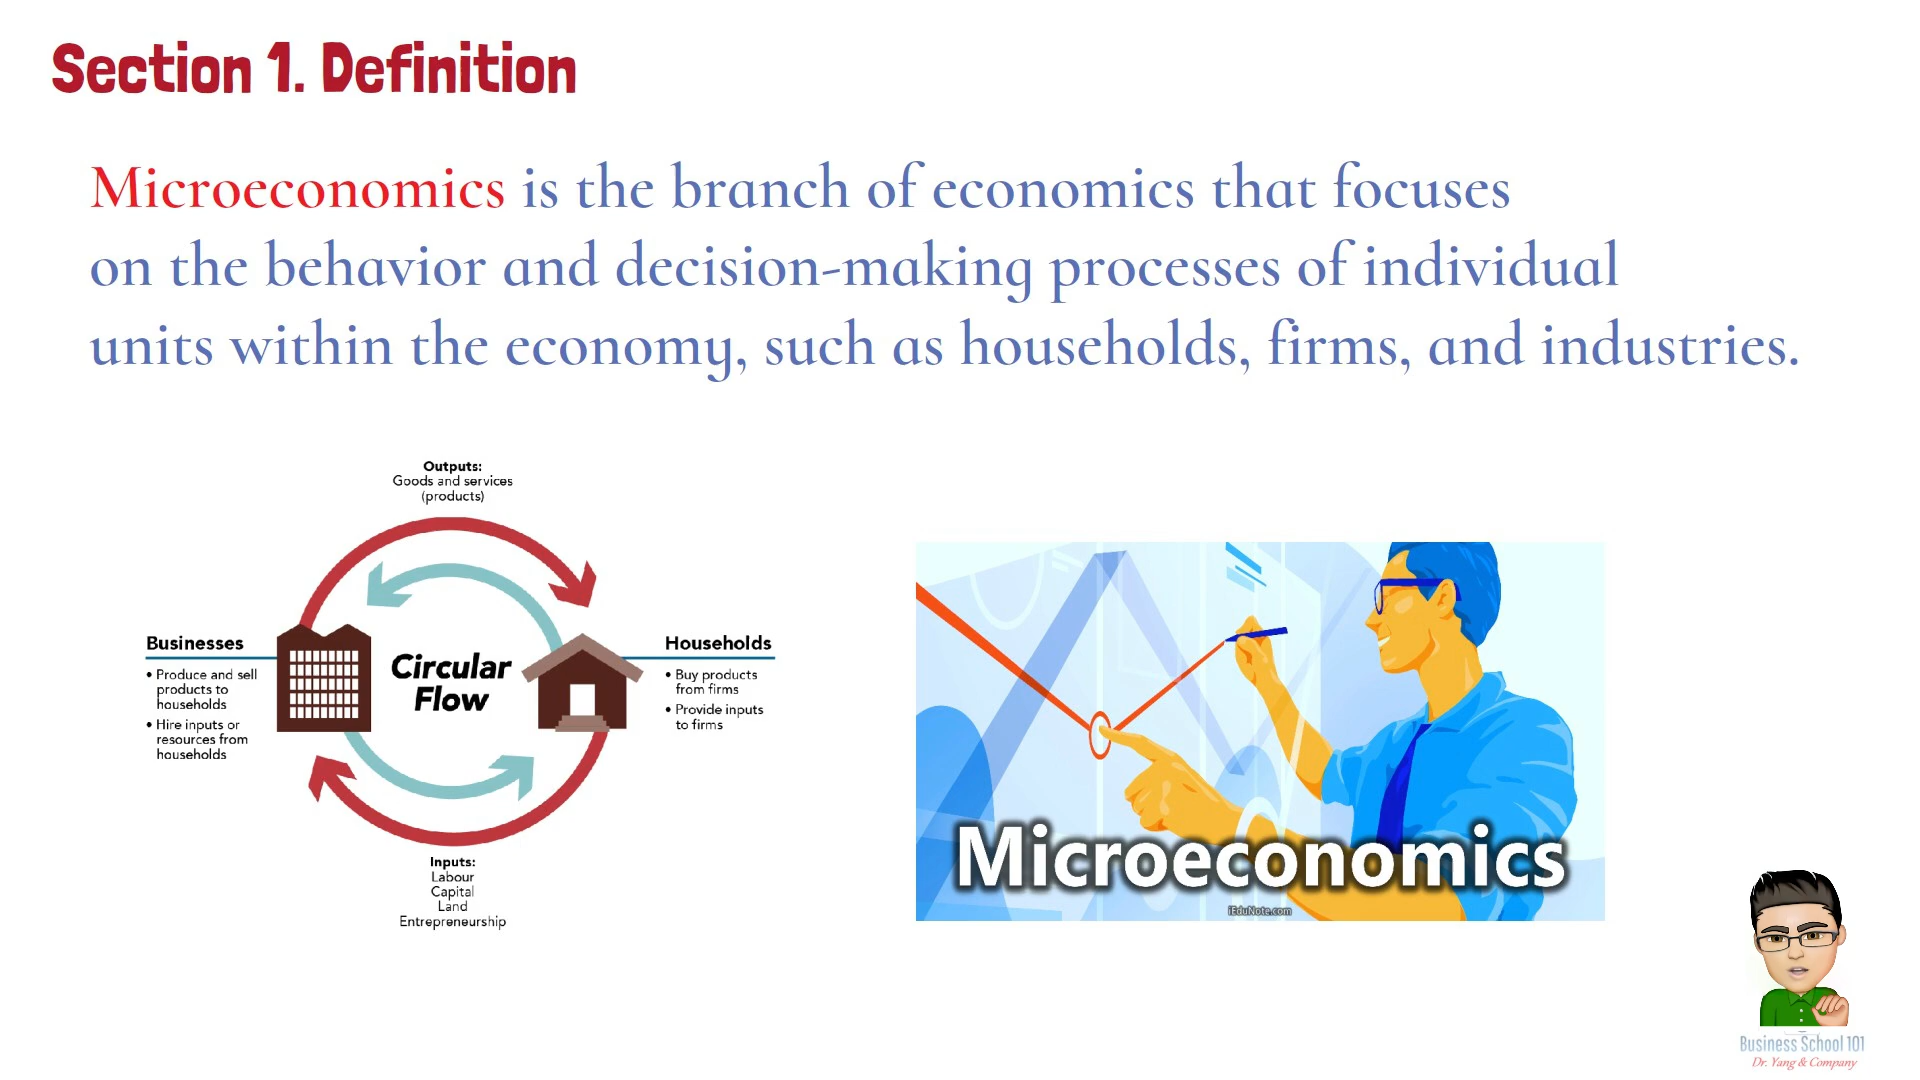 Section 1. Definition
Microeconomics is the branch of economics that focuses
on the behavior and decision-making processes of individual
units within the economy, such as households, firms, and industries.
Outputs:
Goods and services
(products)
Businesses
• Produce and sell
products to
households
• Hire inputs or
resources from
households
Circular
Flow
Households
• Buy products
from firms
• Provide inputs
to firms
Inputs:
Labour
Capital
Land
Entrepreneurship
Microeconomics
iEduNote.com
Business School 101
Dr. Yang & Company